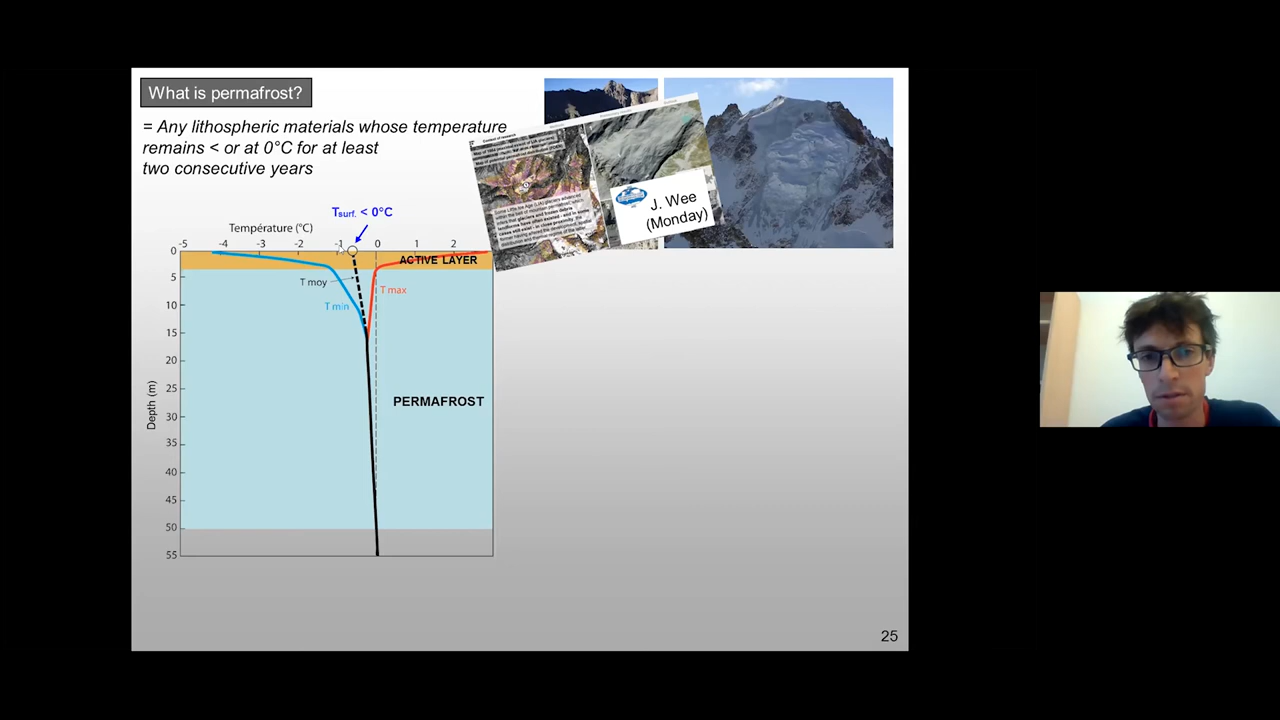 What is permafrost?
= Any lithospheric materials whose temperature
remains < or at 0°C for at least
two consecutive years
J. Wee
(Monday)
Tsurf. < 0°C
Température (°C)
-5 -4 -3 -2 -1 0 1 2
ACTIVE LAYER
T moy
T max
T min
PERMAFROST
Depth (m)
0
5
10
15
20
25
30
35
40
45
50
55
25